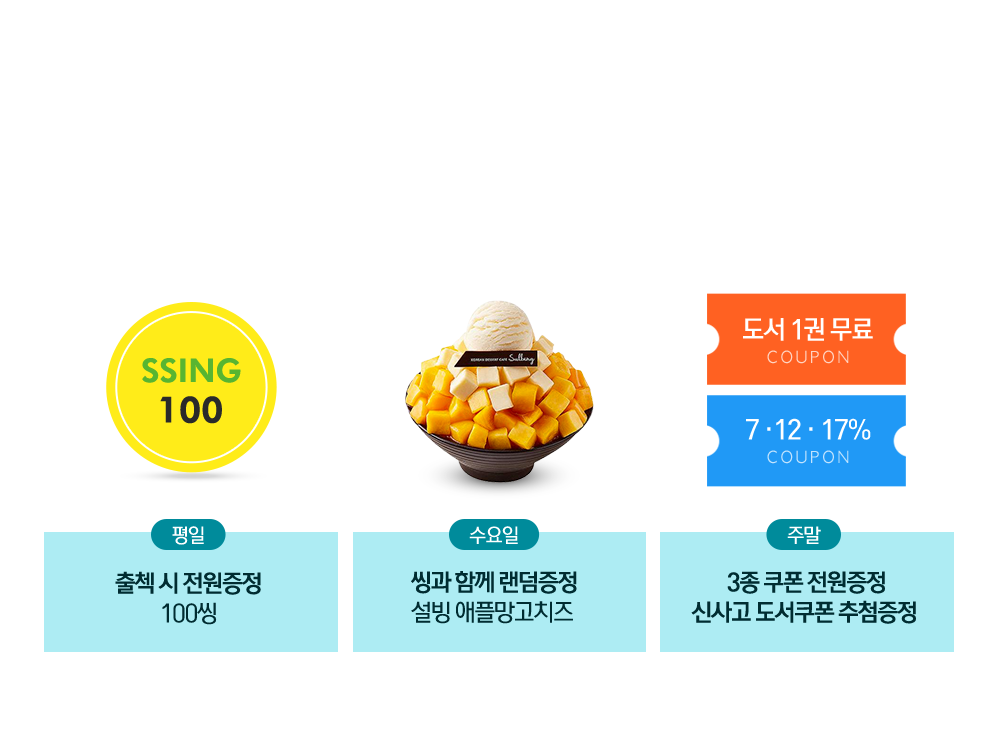 SSING
100
KOREAN DESSERT CAFE Sulbing
도서 1권 무료
COUPON
7 · 12 · 17%
COUPON
평일
출첵 시 전원증정
100씽
수요일
씽과 함께 랜덤증정
설빙 애플망고치즈
주말
3종 쿠폰 전원증정
신사고 도서쿠폰 추첨증정